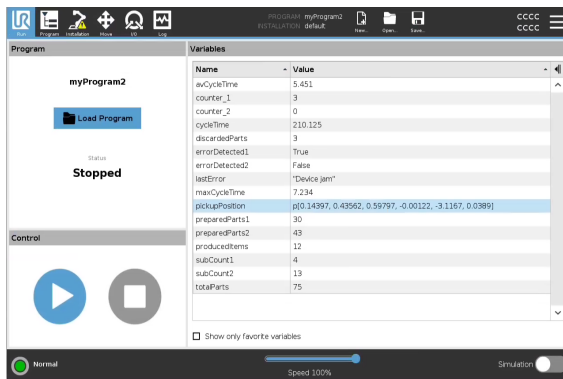 UR
PROGRAM myProgram2
INSTALLATION default
Run Program Installation Move I/O Log
New... Open... Save...
CCCC
CCCC
Program
myProgram2
Load Program
Status
Stopped
Control
Variables
Name Value
avCycleTime 5.451
counter_1 3
counter_2 0
cycleTime 210.125
discardedParts 3
errorDetected1 True
errorDetected2 False
lastError "Device jam"
maxCycleTime 7.234
pickupPosition p[0.14397, 0.43562, 0.59797, -0.00122, -3.1167, 0.0389]
preparedParts1 30
preparedParts2 43
producedItems 12
subCount1 4
subCount2 13
totalParts 75
Show only favorite variables
Normal
Speed 100%
Simulation